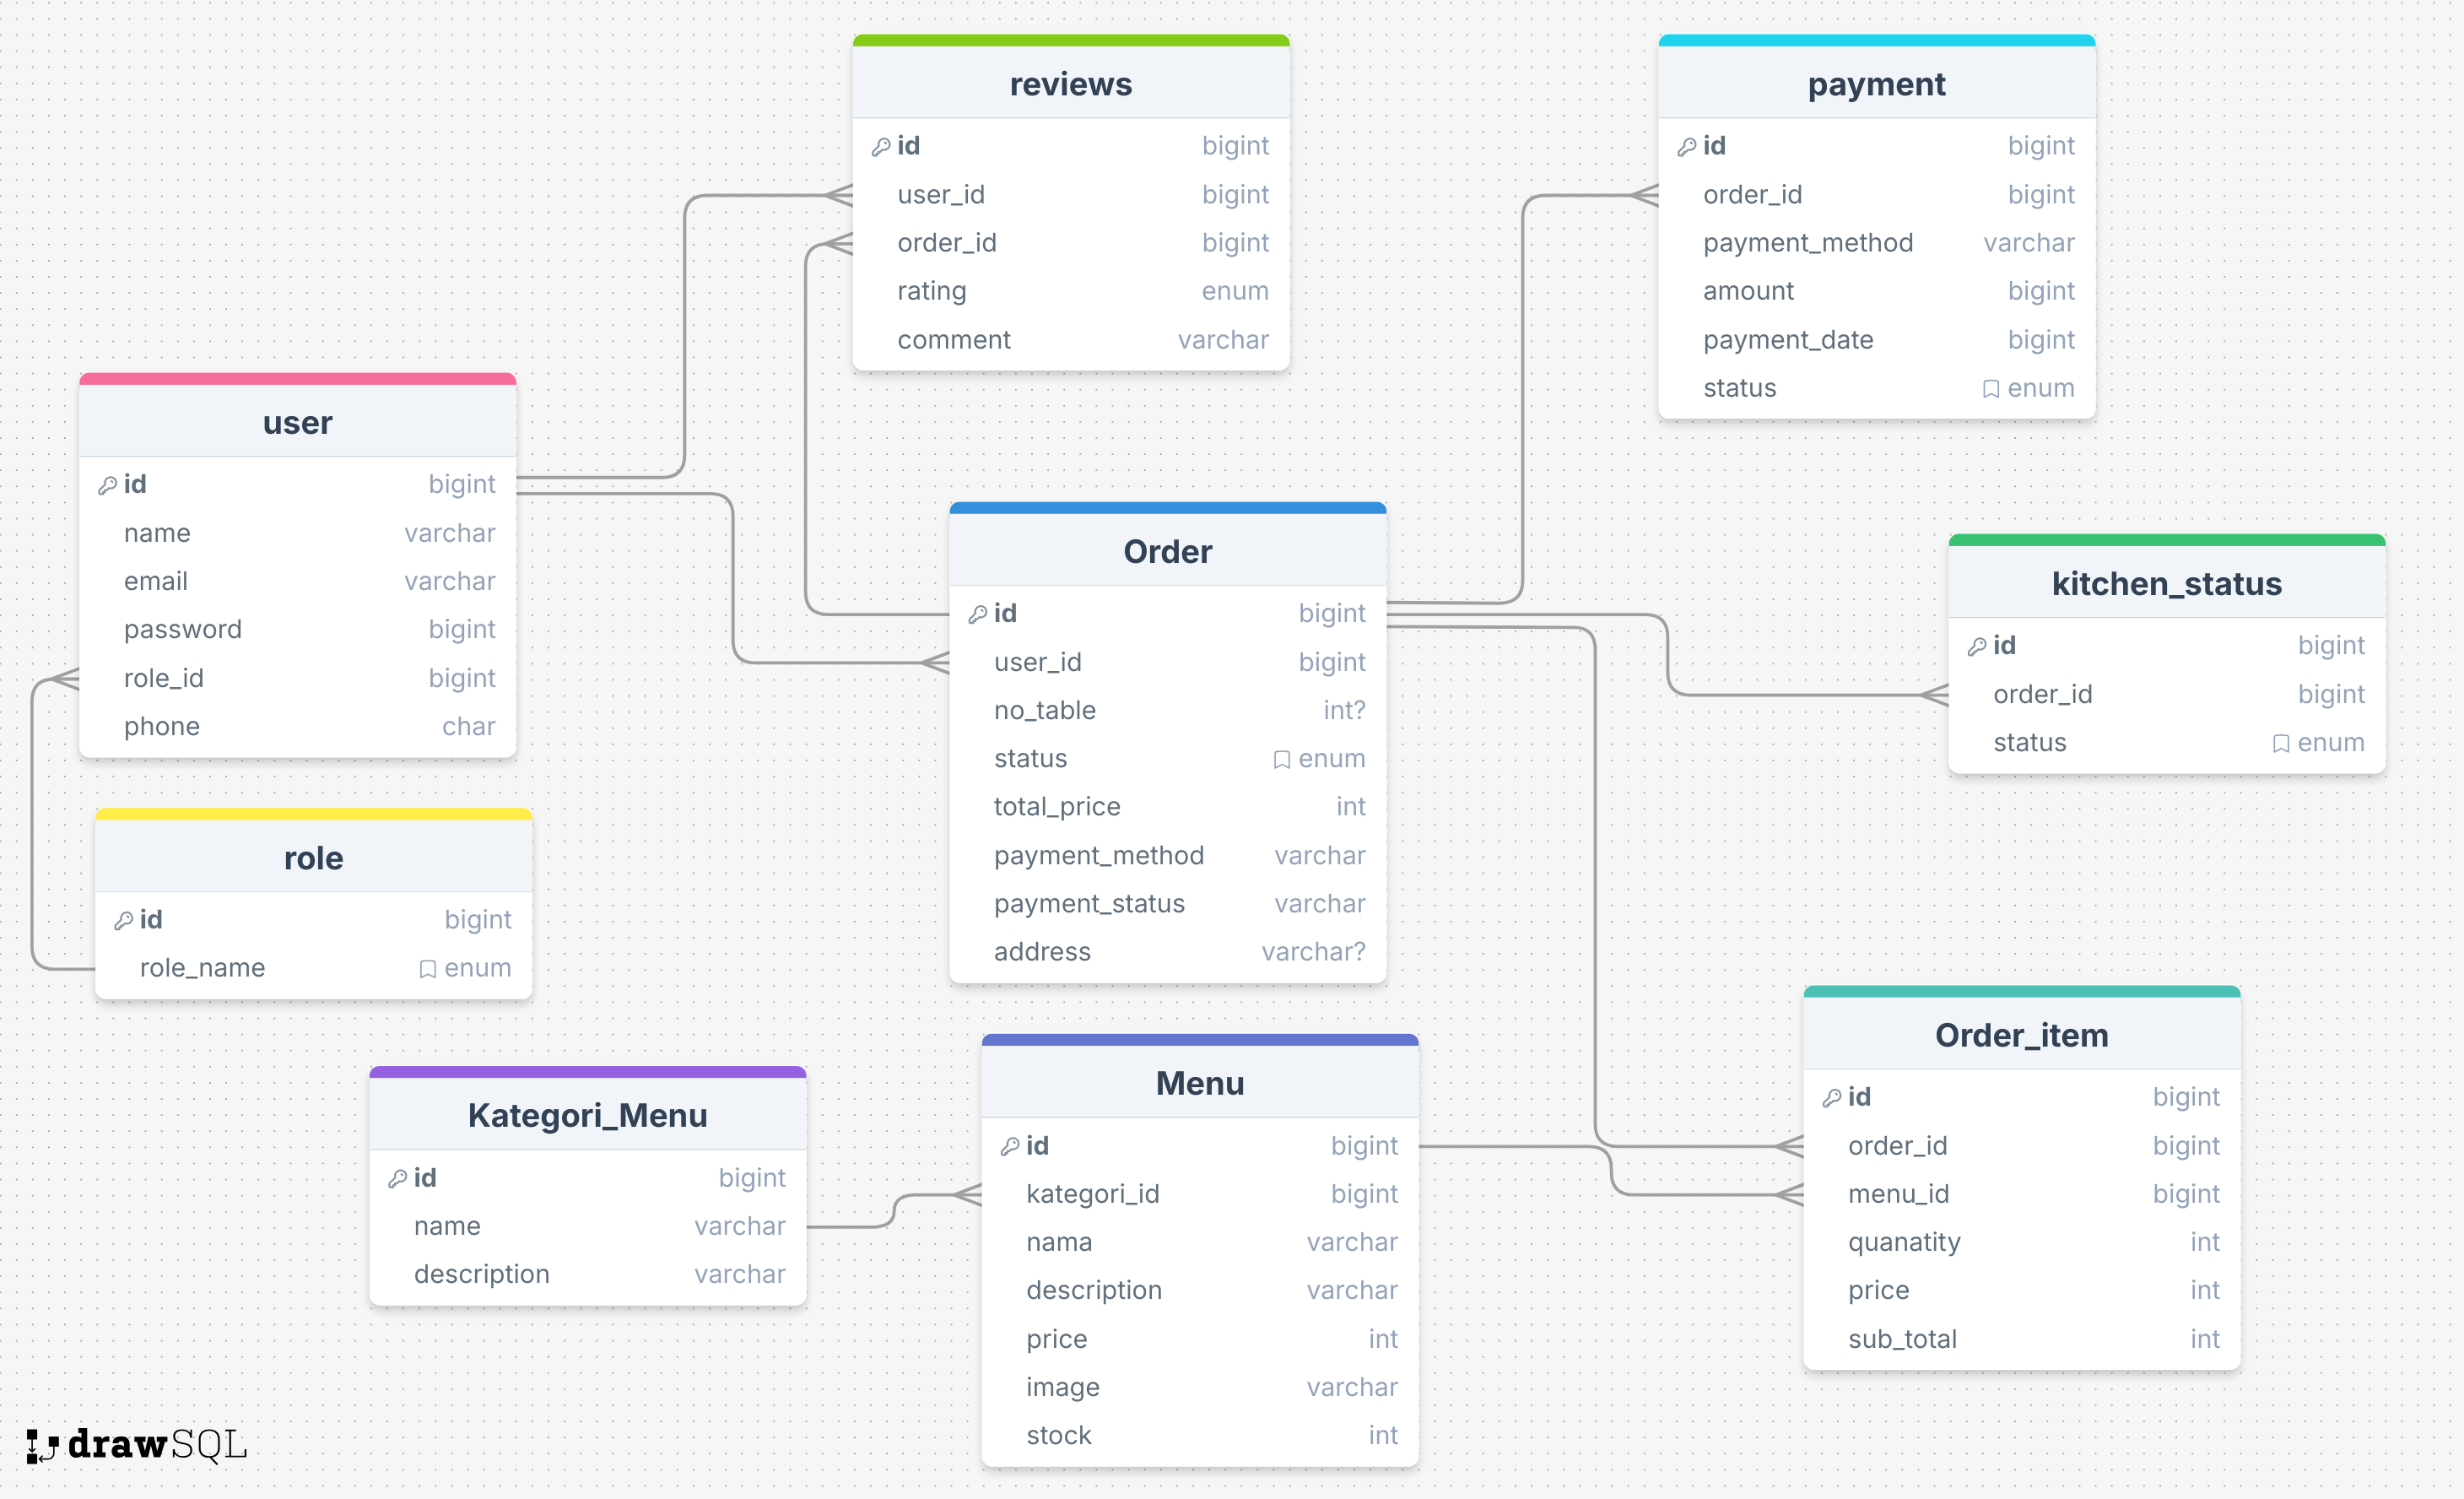 reviews
id bigint
user_id bigint
order_id bigint
rating enum
comment varchar
payment
id bigint
order_id bigint
payment_method varchar
amount bigint
payment_date bigint
status enum
user
id bigint
name varchar
email varchar
password bigint
role_id bigint
phone char
Order
id bigint
user_id bigint
no_table int?
status enum
total_price int
payment_method varchar
payment_status varchar
address varchar?
kitchen_status
id bigint
order_id bigint
status enum
role
id bigint
role_name enum
Kategori_Menu
id bigint
name varchar
description varchar
Menu
id bigint
kategori_id bigint
nama varchar
description varchar
price int
image varchar
stock int
Order_item
id bigint
order_id bigint
menu_id bigint
quanatity int
price int
sub_total int
drawSQL